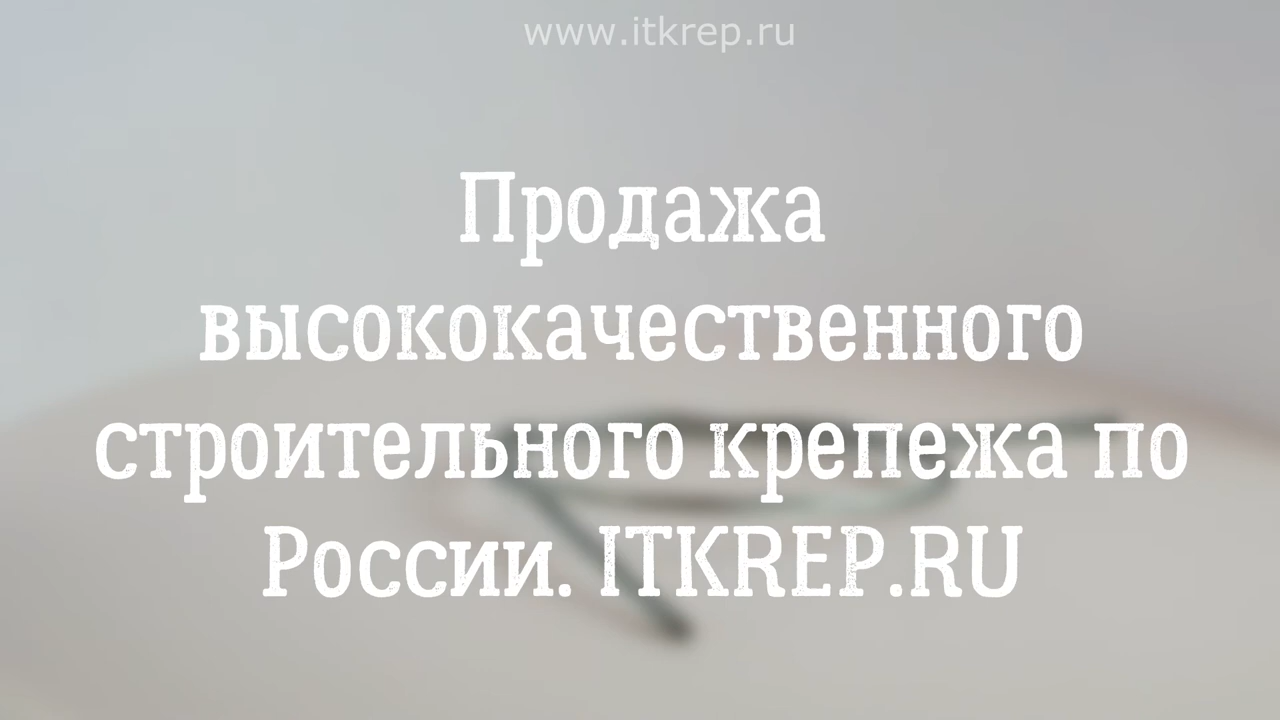 www.itkrep.ru
Продажа
высококачественного
строительного крепежа по
России. ITKREP.RU